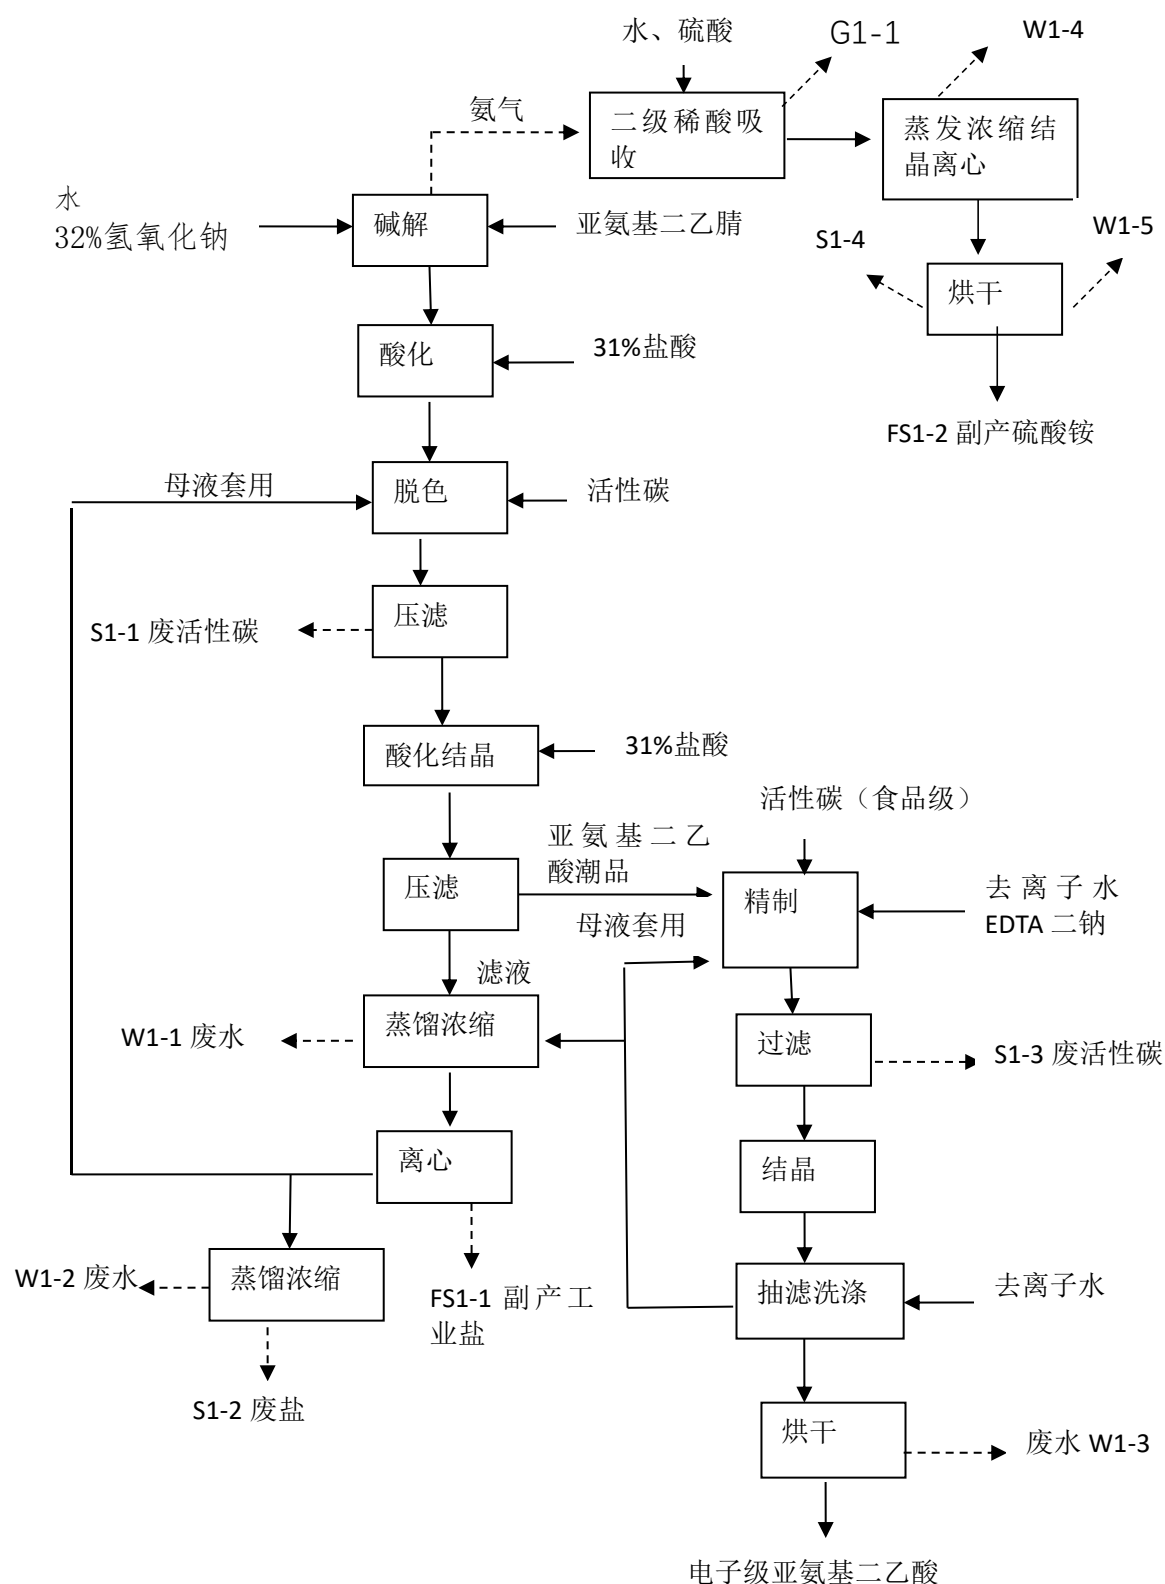 水、硫酸
G1-1
W1-4
氨气
二级稀酸吸
收
蒸发浓缩结
晶离心
水
32%氢氧化钠
碱解
亚氨基二乙腈
S1-4
W1-5
烘干
酸化
31%盐酸
FS1-2 副产硫酸铵
母液套用
脱色
活性碳
S1-1 废活性碳
压滤
酸化结晶
31%盐酸
活性碳（食品级）
亚氨基二乙
酸潮品
压滤
精制
去离子水
EDTA 二钠
母液套用
滤液
W1-1 废水
蒸馏浓缩
过滤
S1-3 废活性碳
离心
结晶
W1-2 废水
蒸馏浓缩
FS1-1 副产工
业盐
抽滤洗涤
去离子水
S1-2 废盐
烘干
废水 W1-3
电子级亚氨基二乙酸